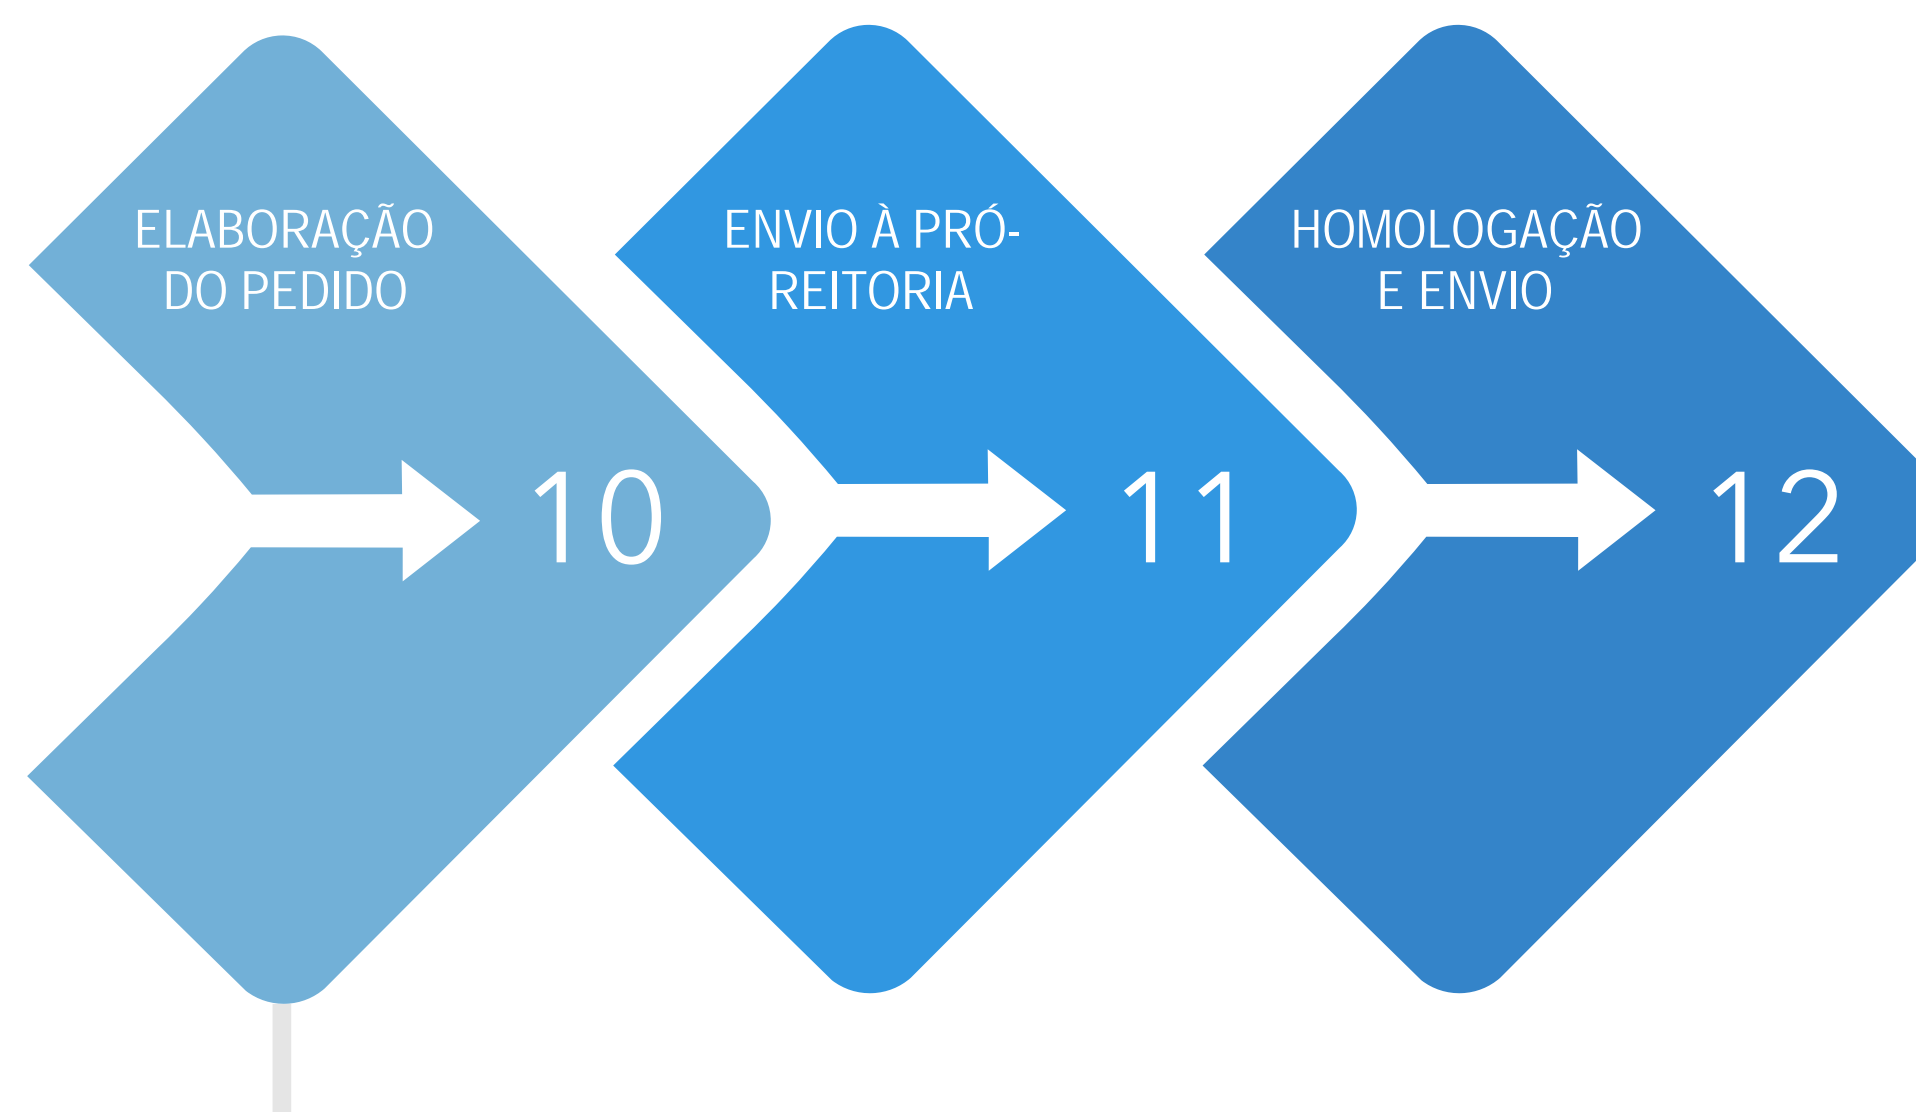 ELABORAÇÃO
DO PEDIDO
10
ENVIO À PRÓ-
REITORIA
11
HOMOLOGAÇÃO
E ENVIO
12